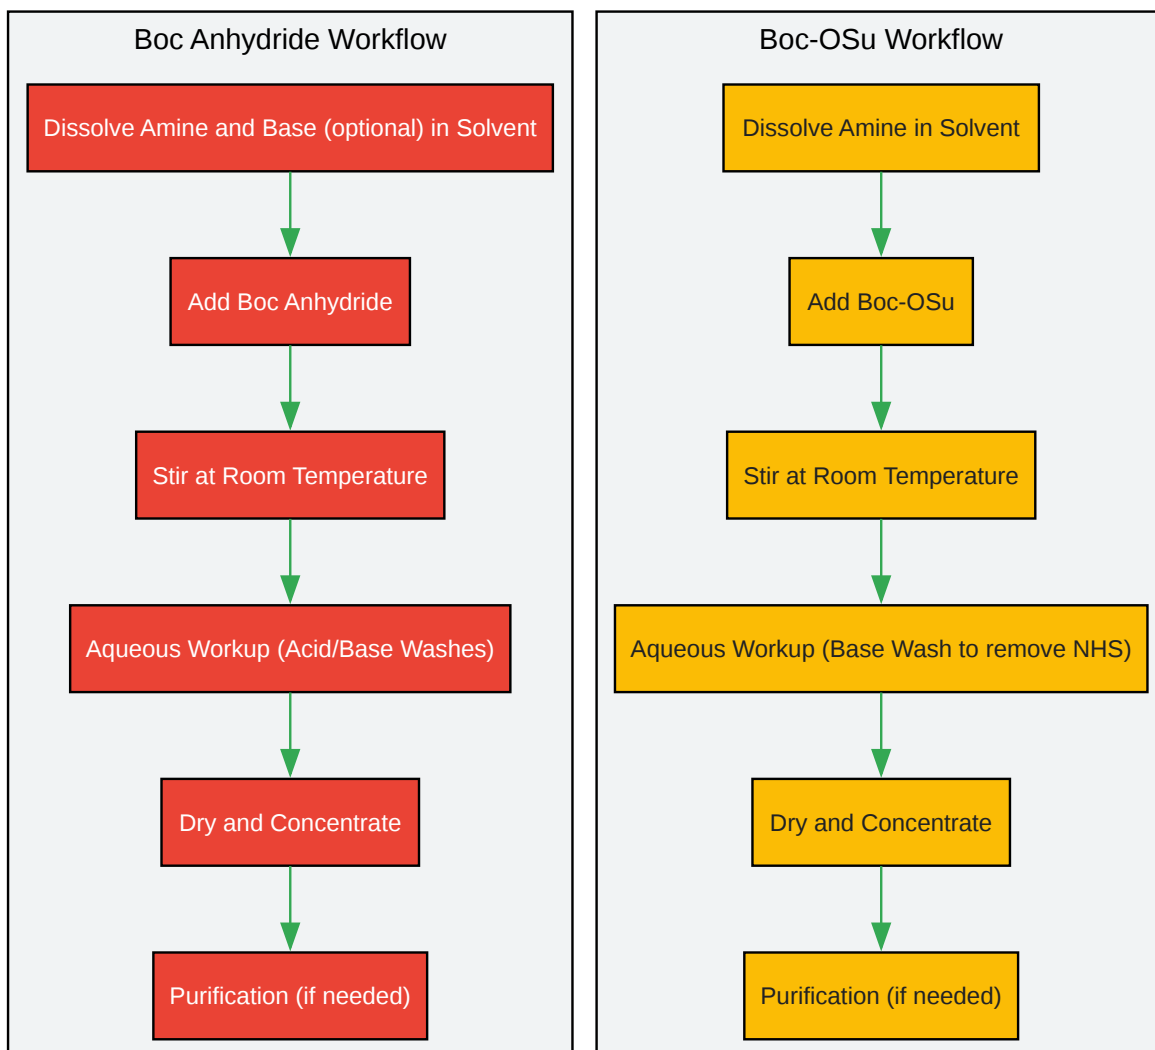 Boc Anhydride Workflow
Dissolve Amine and Base (optional) in Solvent
Add Boc Anhydride
Stir at Room Temperature
Aqueous Workup (Acid/Base Washes)
Dry and Concentrate
Purification (if needed)
Boc-OSu Workflow
Dissolve Amine in Solvent
Add Boc-OSu
Stir at Room Temperature
Aqueous Workup (Base Wash to remove NHS)
Dry and Concentrate
Purification (if needed)